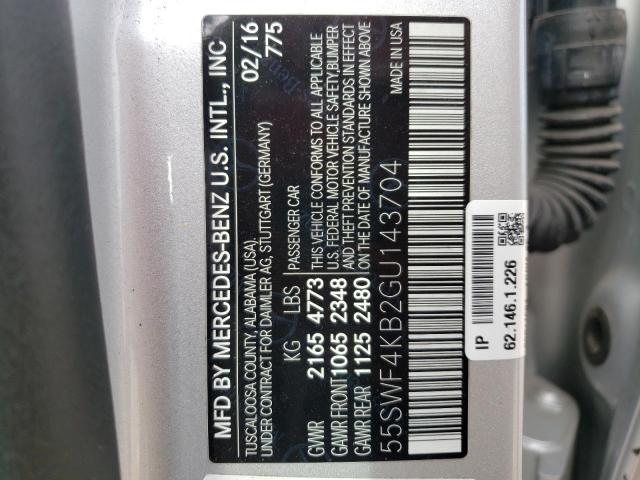 MFD BY MERCEDES-BENZ U.S. INTL., INC
TUSCALOOSA COUNTY, ALABAMA (USA)
UNDER CONTRACT FOR DAIMLER AG, STUTTGART (GERMANY)
02/16
775
KG LBS
GVWR 2165 4773
GAWR FRONT 1065 2348
GAWR REAR 1125 2480
PASSENGER CAR
THIS VEHICLE CONFORMS TO ALL APPLICABLE
U.S. FEDERAL MOTOR VEHICLE SAFETY,BUMPER
AND THEFT PREVENTION STANDARDS IN EFFECT
ON THE DATE OF MANUFACTURE SHOWN ABOVE
55SWF4KB2GU143704
MADE IN USA
IP
62.146.1.226